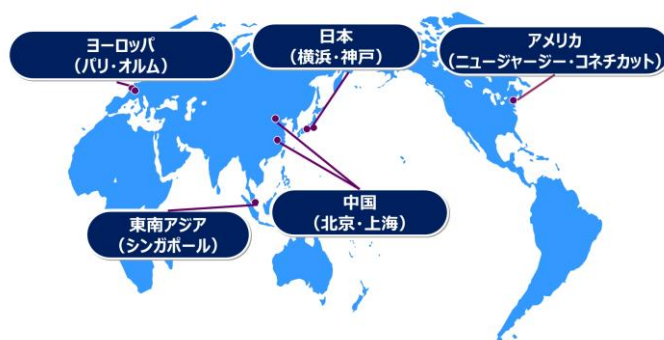 ヨーロッパ
（パリ・オルム）
日本
（横浜・神戸）
アメリカ
（ニュージャージー・コネチカット）
東南アジア
（シンガポール）
中国
（北京・上海）